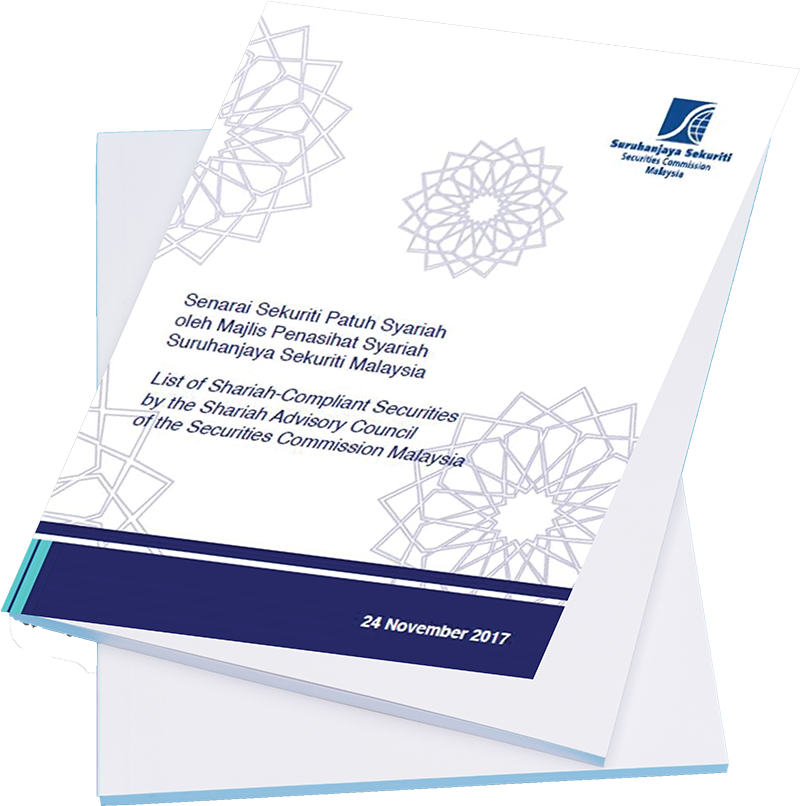 Suruhanjaya Sekuriti
Securities Commission
Malaysia
Senarai Sekuriti Patuh Syariah
oleh Majlis Penasihat Syariah
Suruhanjaya Sekuriti Malaysia
List of Shariah-Compliant Securities
by the Shariah Advisory Council
of the Securities Commission Malaysia
24 November 2017